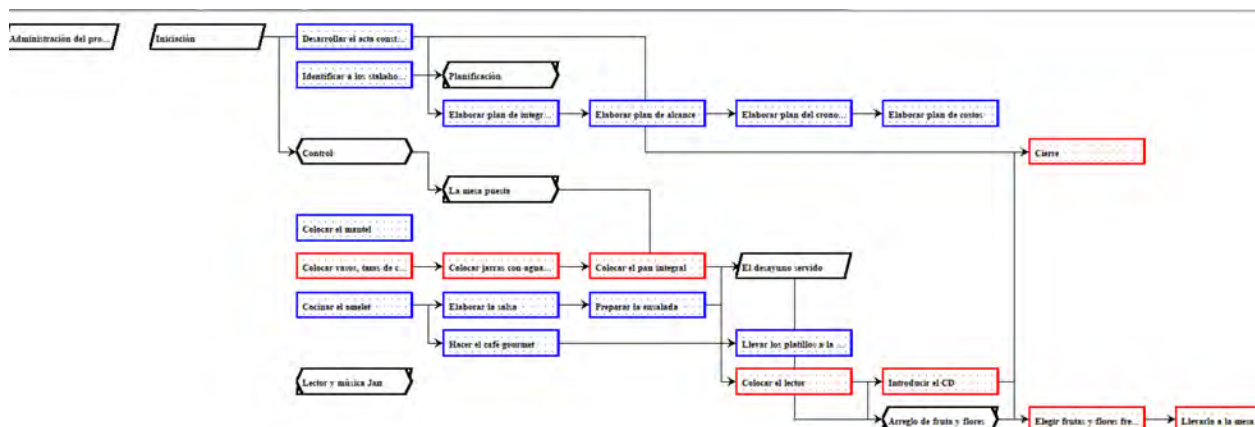 Administración del pro...
Iniciación
Desarrollar el acta const...
Identificar a los stakeho...
Planificación
Elaborar plan de integr...
Elaborar plan de alcance
Elaborar plan del crono...
Elaborar plan de costos
Control
Cierre
La mesa puesta
Colocar el mantel
Colocar vasos, tazas de c...
Colocar jarras con agua...
Colocar el pan integral
El desayuno servido
Cocinar el omelet
Elaborar la salsa
Preparar la ensalada
Hacer el café gourmet
Llevar los platillos a la ...
Lector y música Jazz
Colocar el lector
Introducir el CD
Arreglo de fruta y flores
Elegir frutas y flores fre...
Llevarlo a la mesa